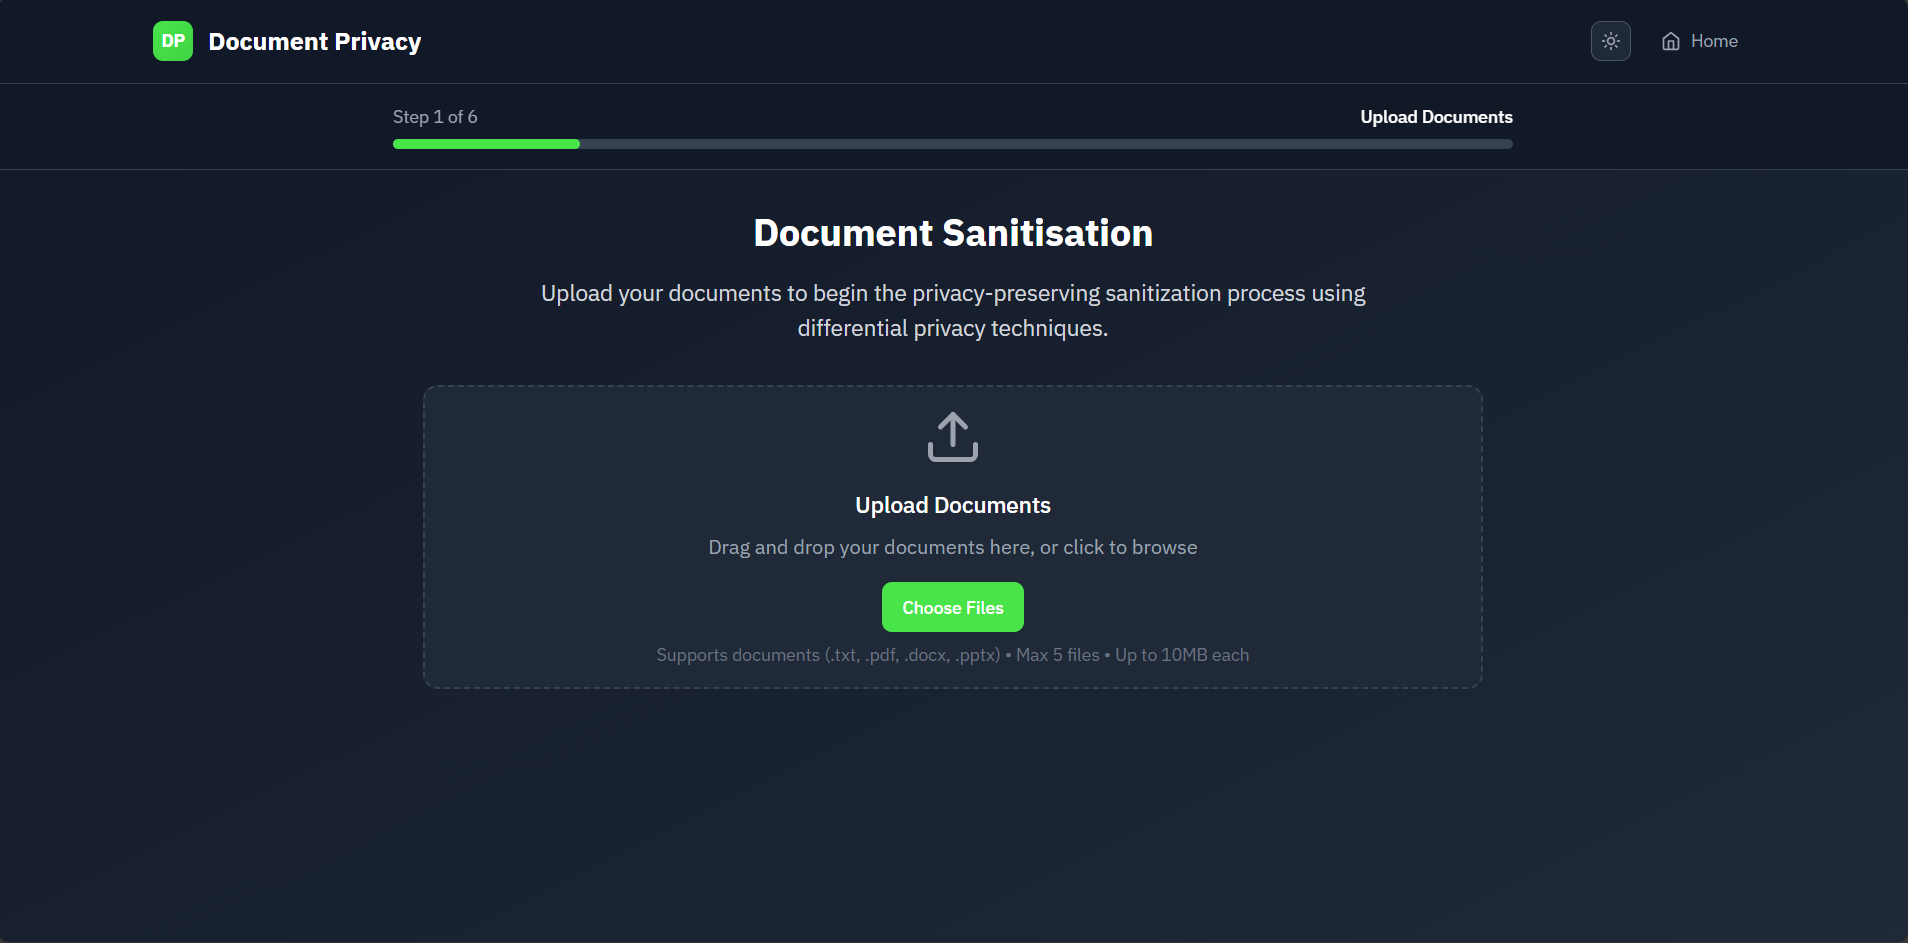 DP
Document Privacy
Home
Step 1 of 6
Upload Documents
Document Sanitisation
Upload your documents to begin the privacy-preserving sanitization process using
differential privacy techniques.
Upload Documents
Drag and drop your documents here, or click to browse
Choose Files
Supports documents (.txt, .pdf, .docx, .pptx) • Max 5 files • Up to 10MB each